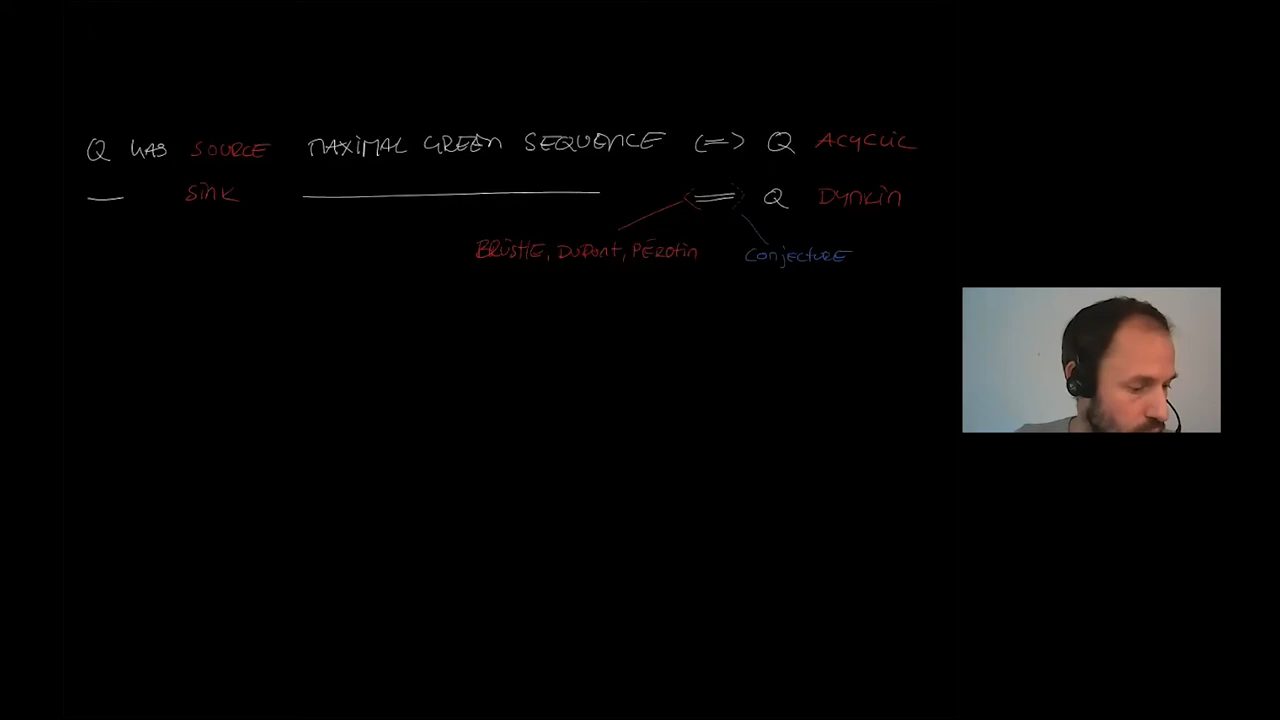 Q HAS SOURCE MAXIMAL GREEN SEQUENCE <=> Q ACYCLIC
— SINK — <=> Q DYNKIN
BRÜSTLE, DUPONT, PÉROTIN CONJECTURE